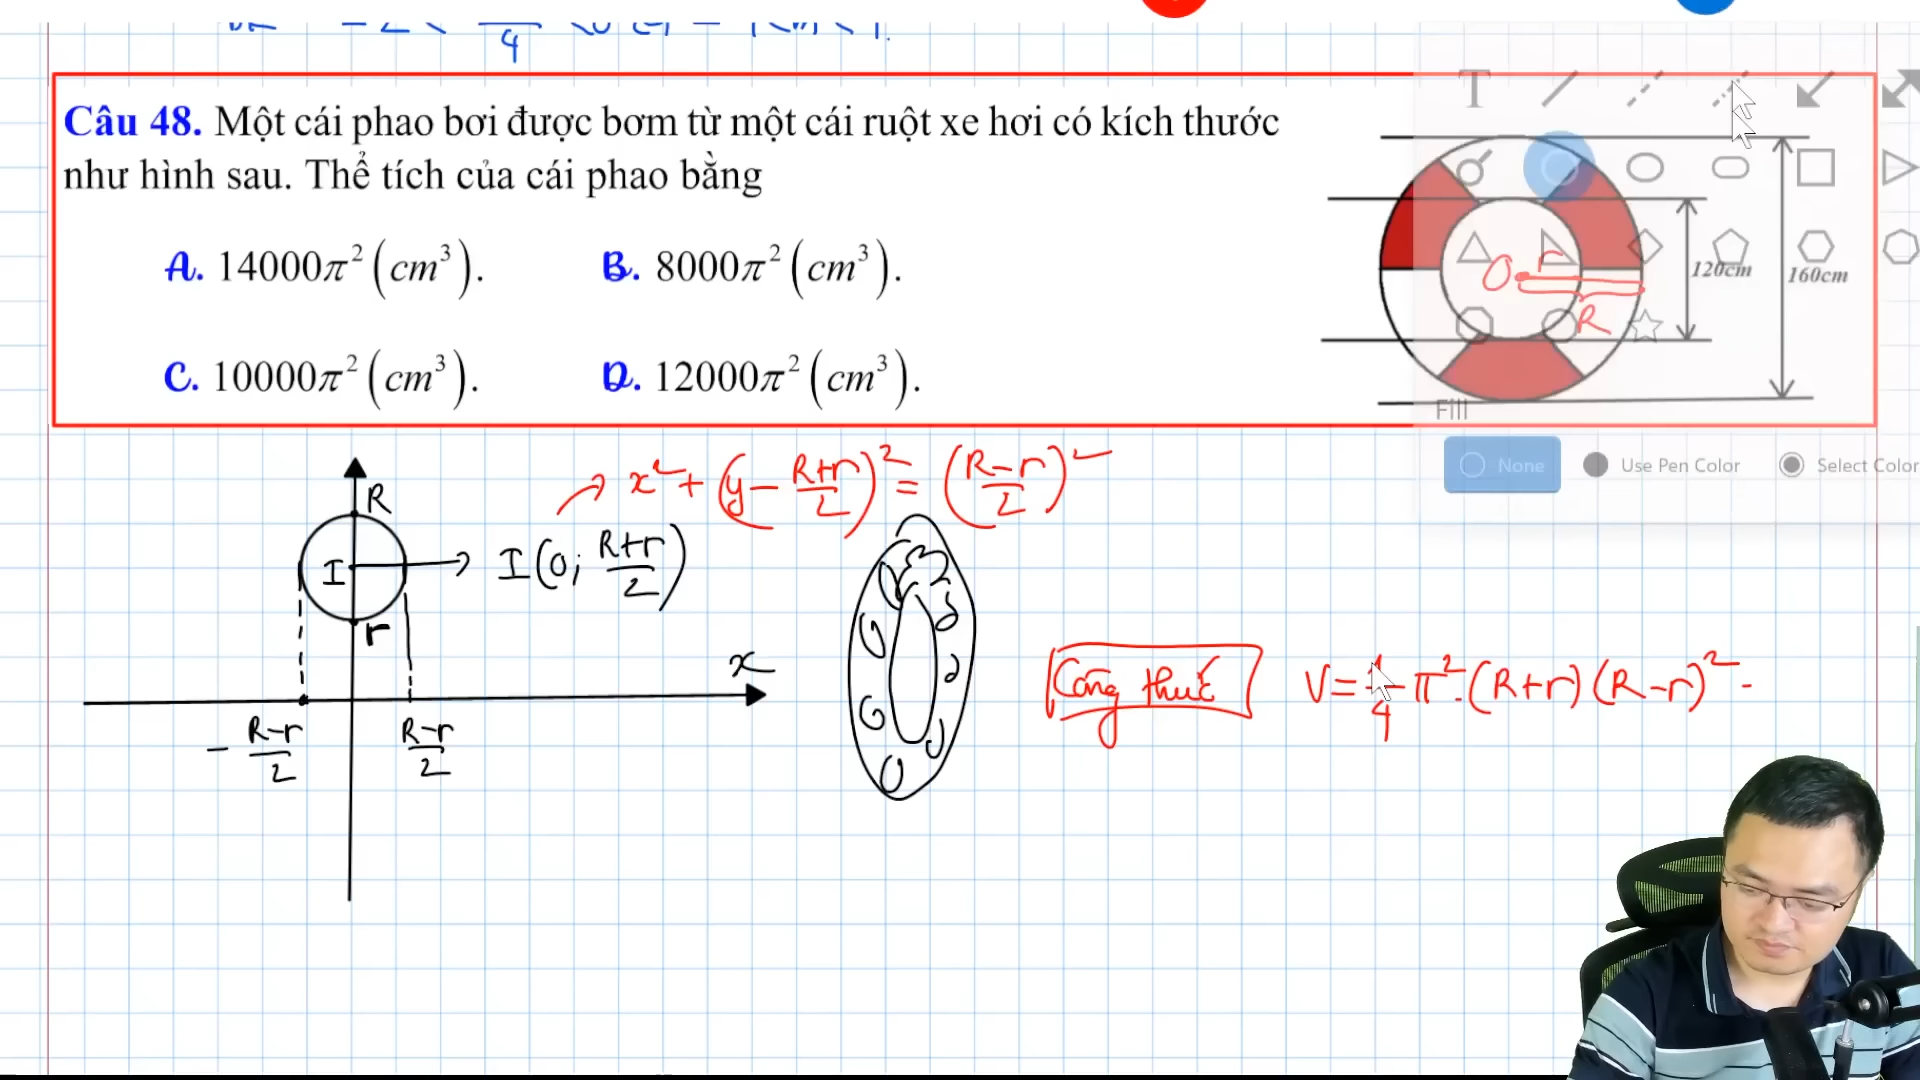 4
Câu 48. Một cái phao bơi được bơm từ một cái ruột xe hơi có kích thước
như hình sau. Thể tích của cái phao bằng
A. 14000π² (cm³). B. 8000π² (cm³).
C. 10000π² (cm³). D. 12000π² (cm³).
T
O r
R
120cm
160cm
Fill
None Use Pen Color Select Color
R
I
r
x
-(R-r)/2 (R-r)/2
x² + (y - (R+r)/2)² = ((R-r)/2)²
I(0; (R+r)/2)
Công thức V = 1/4 π².(R+r)(R-r)².